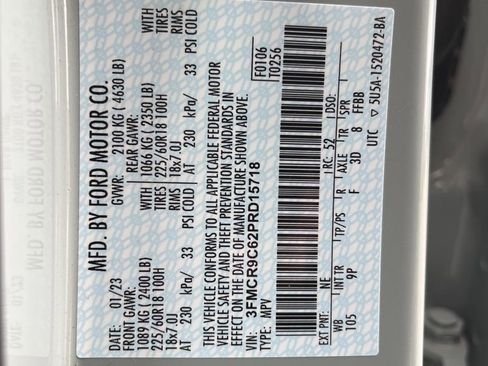 MFD. BY FORD MOTOR CO.
DATE: 01/23 GVWR: 2100 KG ( 4630 LB)
FRONT GAWR: REAR GAWR:
1089 KG ( 2400 LB) 1066 KG ( 2350 LB) WITH
225/60R18 100H 225/60R18 100H TIRES
18x7.0J 18x7.0J RIMS
AT 230 kPa/ 33 PSI COLD AT 230 kPa/ 33 PSI COLD
WITH
TIRES
RIMS
THIS VEHICLE CONFORMS TO ALL APPLICABLE FEDERAL MOTOR
VEHICLE SAFETY AND THEFT PREVENTION STANDARDS IN
EFFECT ON THE DATE OF MANUFACTURE SHOWN ABOVE.
VIN: 3FMCR9C62PRD15718
TYPE: MPV
F0106
T0256
EXT PNT: NE RC: 52 DSO:
WB INTTR TP/PS R AXLE TR SPR
105 9P F 3D 8 FFBB
UTC ▽ 5U5A-1520472-BA